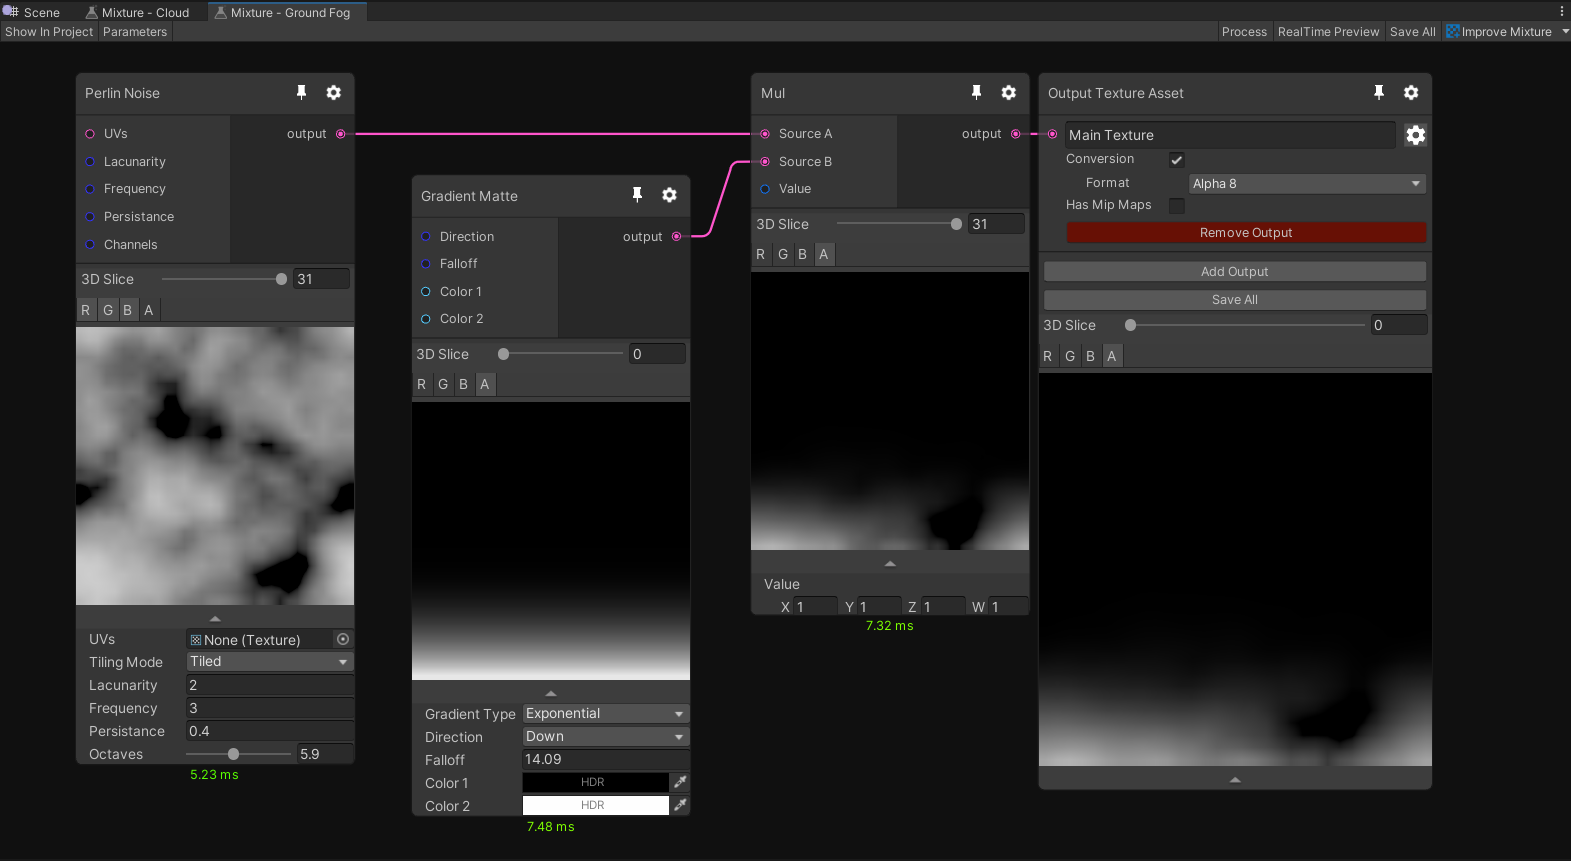 Scene
Mixture - Cloud
Mixture - Ground Fog
Show In Project
Parameters
Process
RealTime Preview
Save All
Improve Mixture
Perlin Noise
UVs
output
Lacunarity
Frequency
Persistance
Channels
3D Slice
31
R G B A
UVs
None (Texture)
Tiling Mode
Tiled
Lacunarity
2
Frequency
3
Persistance
0.4
Octaves
5.9
5.23 ms
Gradient Matte
Direction
output
Falloff
Color 1
Color 2
3D Slice
0
R G B A
Gradient Type
Exponential
Direction
Down
Falloff
14.09
Color 1
HDR
Color 2
HDR
7.48 ms
Mul
Source A
output
Source B
Value
3D Slice
31
R G B A
Value
X 1 Y 1 Z 1 W 1
7.32 ms
Output Texture Asset
Main Texture
Conversion
Format
Alpha 8
Has Mip Maps
Remove Output
Add Output
Save All
3D Slice
0
R G B A